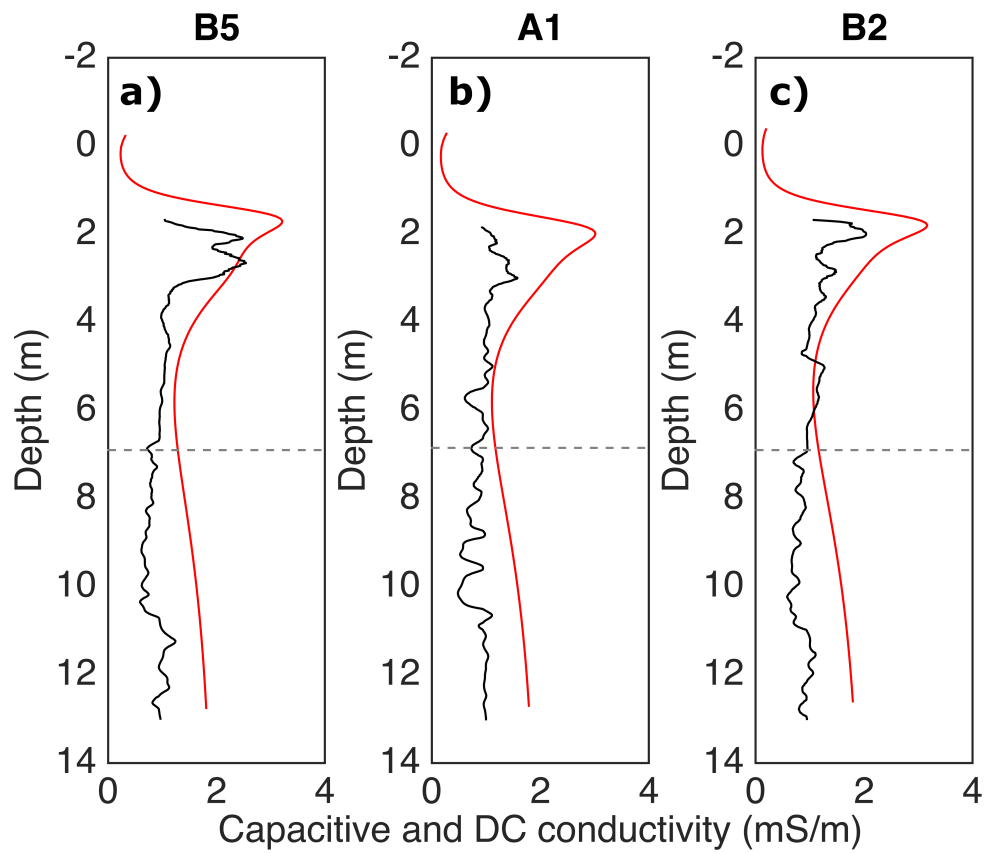 B5 A1 B2
-2 -2 -2
a) b) c)
0 0 0
2 2 2
4 4 4
Depth (m) Depth (m) Depth (m)
6 6 6
8 8 8
10 10 10
12 12 12
14 14 14
0 2 4 0 2 4 0 2 4
Capacitive and DC conductivity (mS/m)